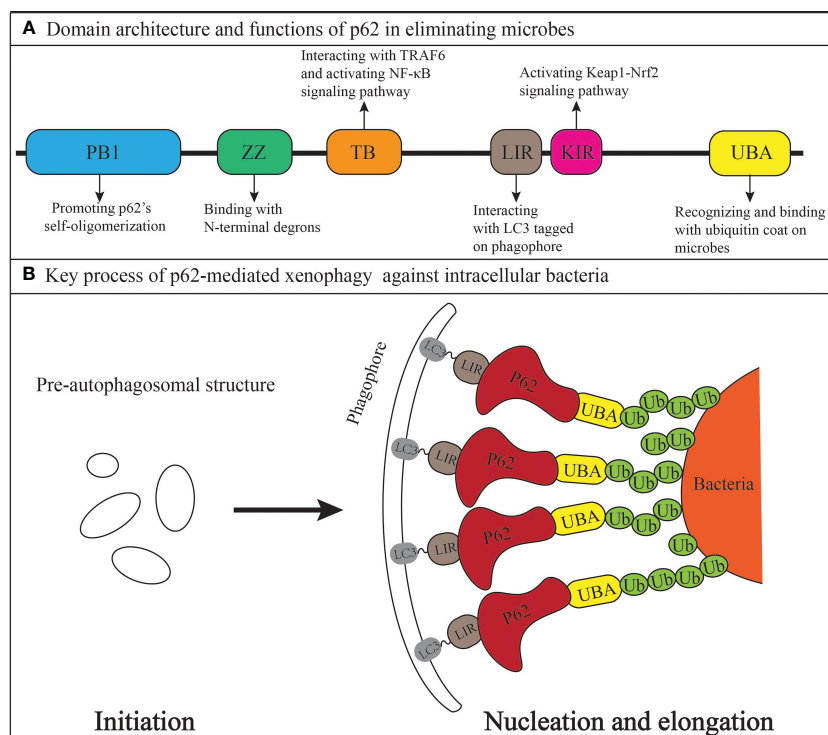 A Domain architecture and functions of p62 in eliminating microbes
Interacting with TRAF6
and activating NF-κB
signaling pathway
Activating Keap1-Nrf2
signaling pathway
PB1
ZZ
TB
LIR
KIR
UBA
Promoting p62's
self-oligomerization
Binding with
N-terminal degrons
Interacting
with LC3 tagged
on phagophore
Recognizing and binding
with ubiquitin coat on
microbes
B Key process of p62-mediated xenophagy against intracellular bacteria
Pre-autophagosomal structure
Phagophore
LC3
LIR
P62
UBA
Ub
Ub
Ub
Ub
Ub
Ub
LC3
LIR
P62
UBA
Ub
Ub
Ub
Bacteria
LC3
LIR
P62
UBA
Ub
Ub
Ub
Ub
LC3
LIR
P62
UBA
Ub
Ub
Ub
Ub
Initiation
Nucleation and elongation